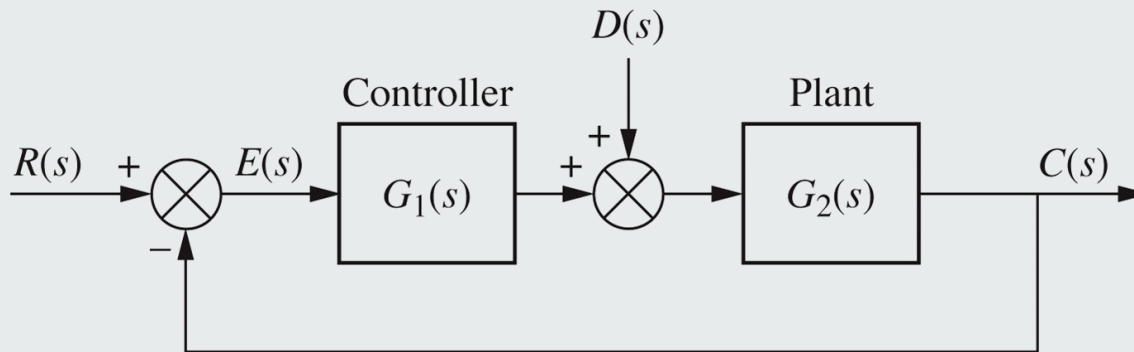 D(s)
Controller
Plant
+
R(s)
+
E(s)
G₁(s)
+
G₂(s)
C(s)
−